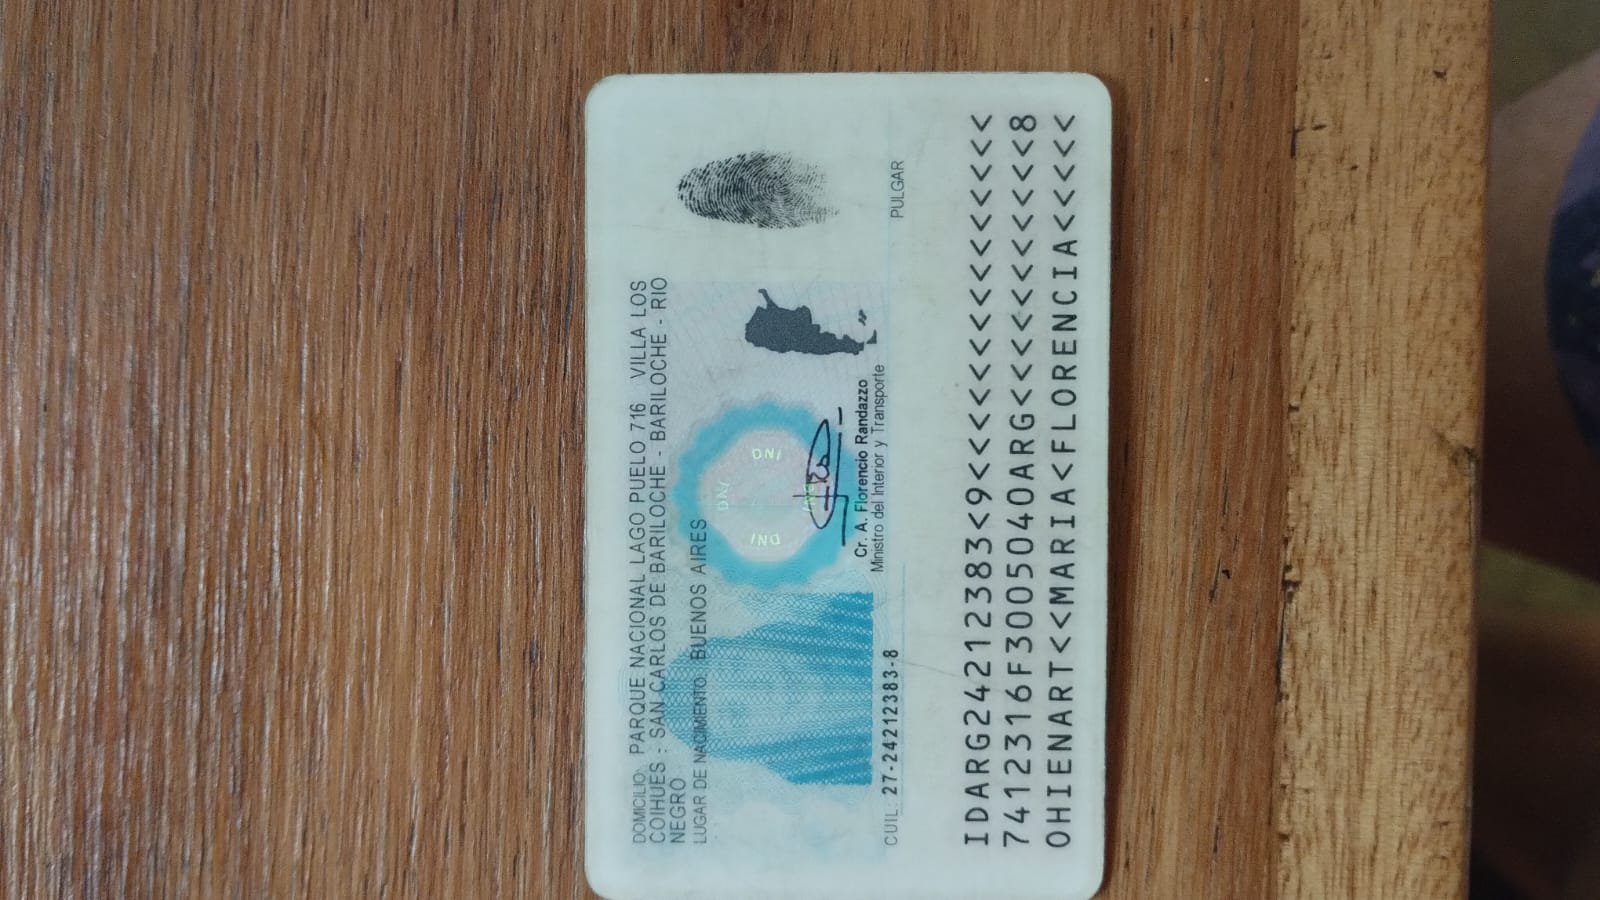 DOMICILIO: PARQUE NACIONAL LAGO PUELO 716 VILLA LOS
COIHUES - SAN CARLOS DE BARILOCHE - BARILOCHE - RIO
NEGRO
LUGAR DE NACIMIENTO: BUENOS AIRES
DNI
DNI
DNI
DNI
Cr. A. Florencio Randazzo
Ministro del Interior y Transporte
CUIL: 27-24212383-8
PULGAR
IDARG24212383<9<<<<<<<<<<<<<<<
7412316F3005040ARG<<<<<<<<<<<8
OHIENART<<MARIA<FLORENCIA<<<<<